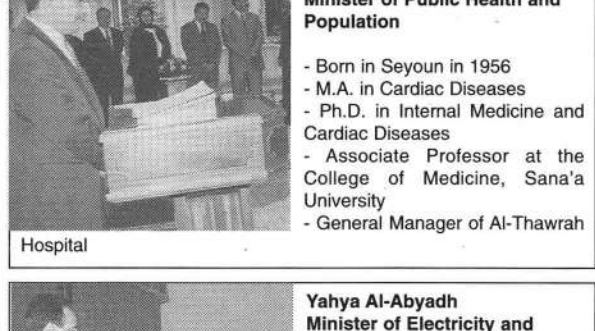 Minister of Public Health and
Population
- Born in Seyoun in 1956
- M.A. in Cardiac Diseases
- Ph.D. in Internal Medicine and
Cardiac Diseases
- Associate Professor at the
College of Medicine, Sana'a
University
- General Manager of Al-Thawrah
Hospital
Yahya Al-Abyadh
Minister of Electricity and